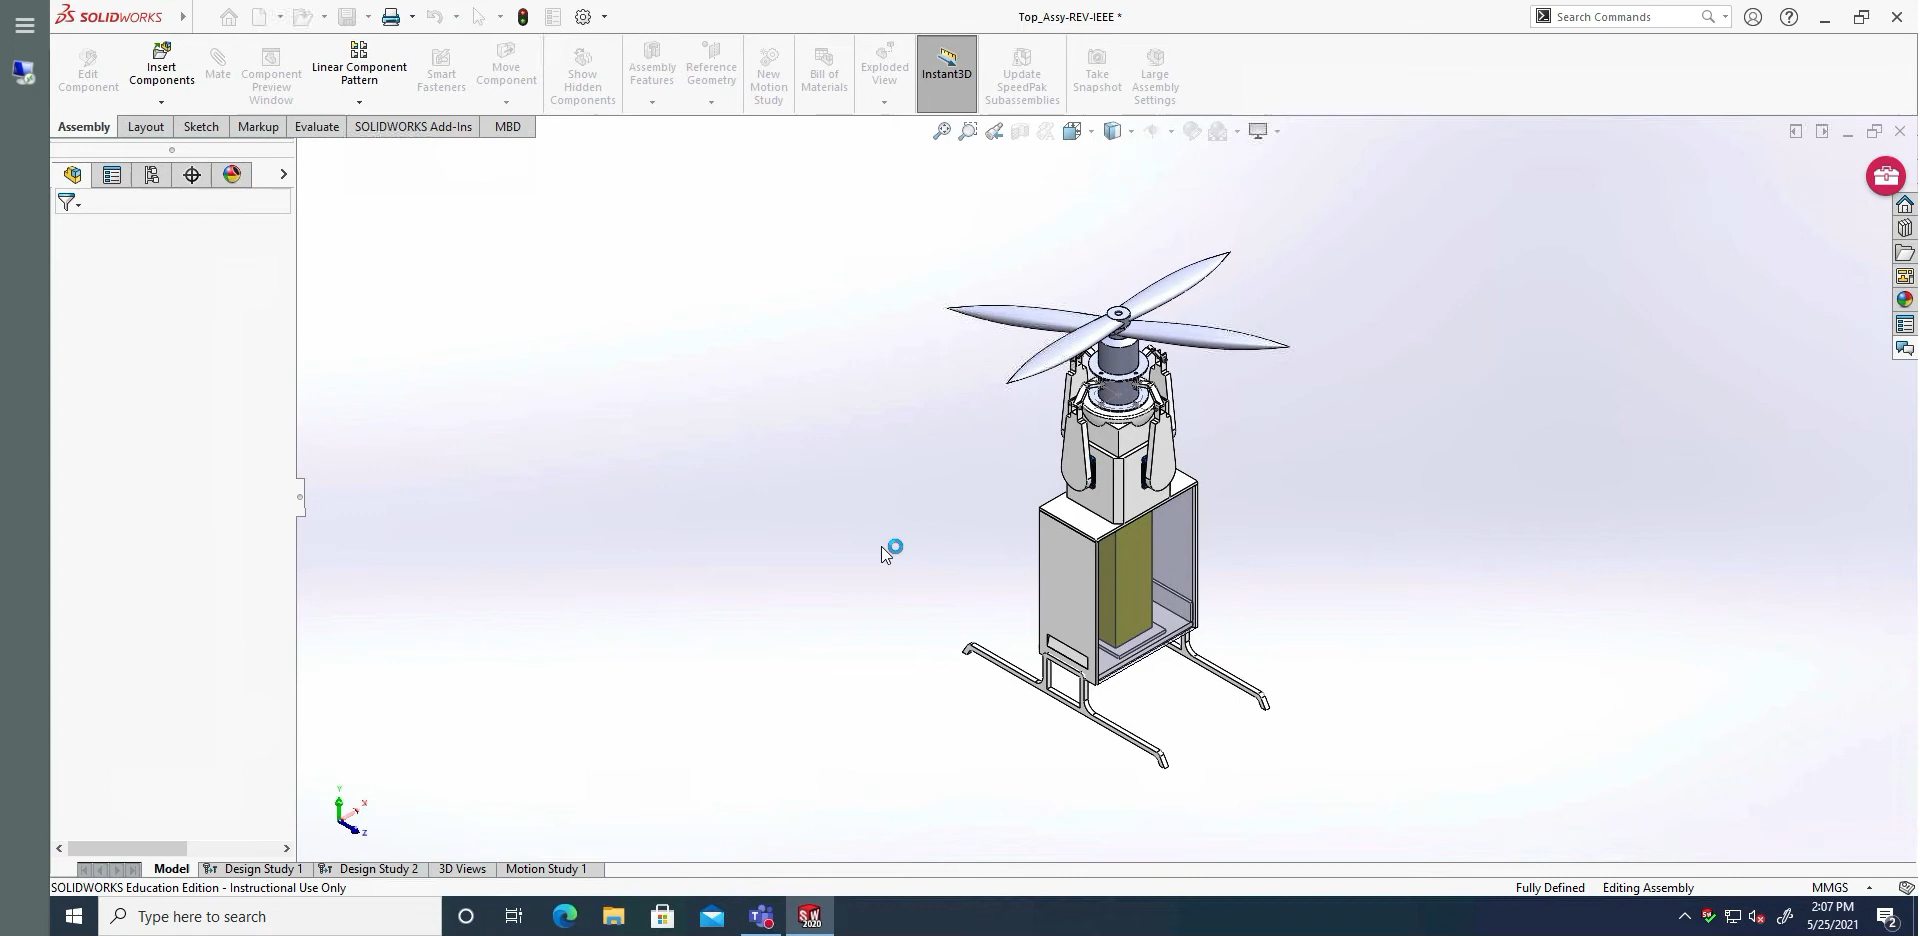 SOLIDWORKS
Top_Assy-REV-IEEE *
Search Commands
Edit
Component
Insert
Components
Mate
Component
Preview
Window
Linear Component
Pattern
Smart
Fasteners
Move
Component
Show
Hidden
Components
Assembly
Features
Reference
Geometry
New
Motion
Study
Bill of
Materials
Exploded
View
Instant3D
Update
SpeedPak
Subassemblies
Take
Snapshot
Large
Assembly
Settings
Assembly
Layout
Sketch
Markup
Evaluate
SOLIDWORKS Add-Ins
MBD
Y
X
Z
Model
Design Study 1
Design Study 2
3D Views
Motion Study 1
SOLIDWORKS Education Edition - Instructional Use Only
Fully Defined
Editing Assembly
MMGS
Type here to search
SW
2020
2:07 PM
5/25/2021
2